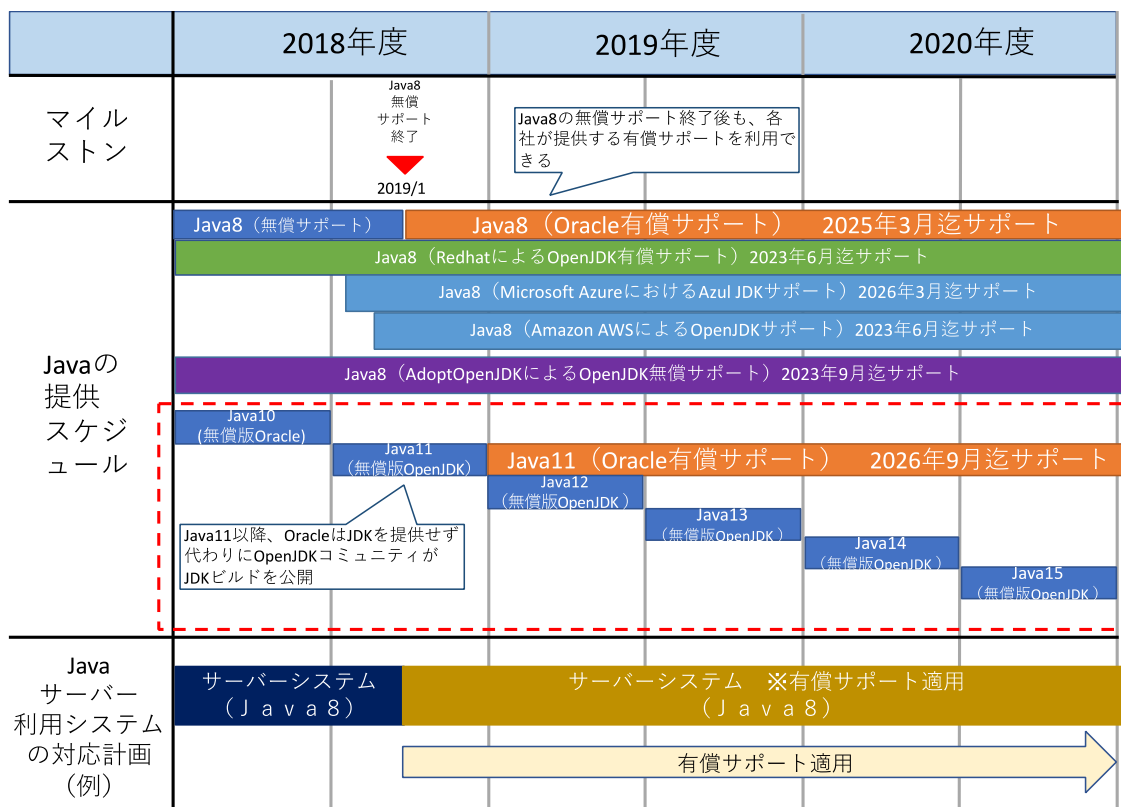 2018年度
2019年度
2020年度
マイル
ストン
Java8
無償
サポート
終了
2019/1
Java8の無償サポート終了後も、各
社が提供する有償サポートを利用で
きる
Javaの
提供
スケジ
ュール
Java8（無償サポート）
Java8（Oracle有償サポート） 2025年3月迄サポート
Java8（RedhatによるOpenJDK有償サポート）2023年6月迄サポート
Java8（Microsoft AzureにおけるAzul JDKサポート）2026年3月迄サポート
Java8（Amazon AWSによるOpenJDKサポート）2023年6月迄サポート
Java8（AdoptOpenJDKによるOpenJDK無償サポート）2023年9月迄サポート
Java10
(無償版Oracle)
Java11
（無償版OpenJDK）
Java11（Oracle有償サポート） 2026年9月迄サポート
Java12
（無償版OpenJDK ）
Java13
（無償版OpenJDK ）
Java14
（無償版OpenJDK ）
Java15
（無償版OpenJDK ）
Java11以降、OracleはJDKを提供せず
代わりにOpenJDKコミュニティが
JDKビルドを公開
Java
サーバー
利用システム
の対応計画
（例）
サーバーシステム
（Ｊａｖａ８）
サーバーシステム ※有償サポート適用
（Ｊａｖａ８）
有償サポート適用